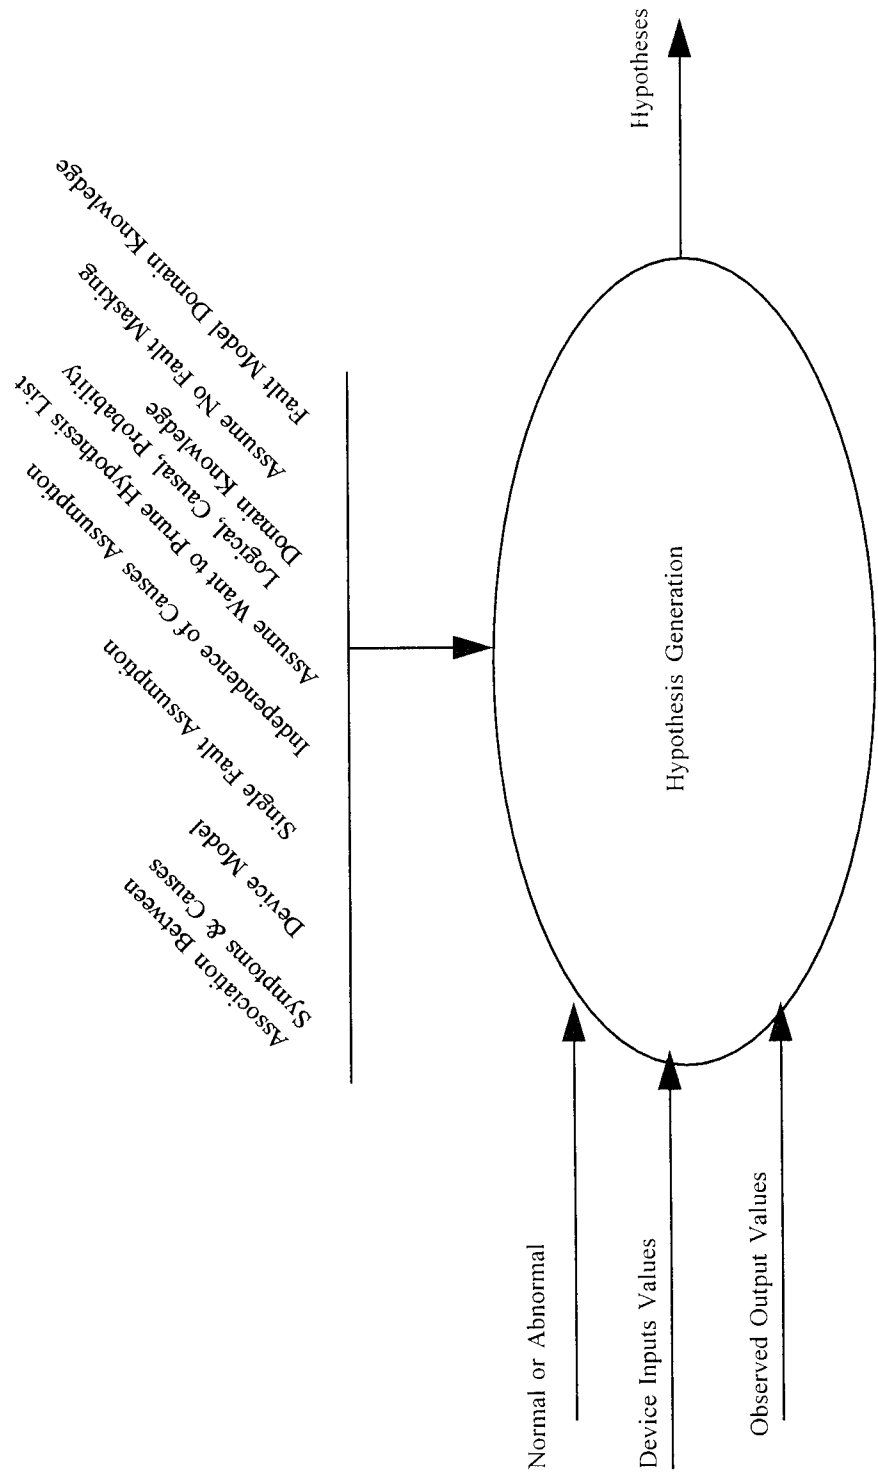 Association Between
Symptoms & Causes
Device Model
Single Fault Assumption
Independence of Causes Assumption
Assume Want to Prune Hypothesis List
Logical, Causal, Probability
Domain Knowledge
Assume No Fault Masking
Fault Model Domain Knowledge
Normal or Abnormal
Device Inputs Values
Observed Output Values
Hypothesis Generation
Hypotheses